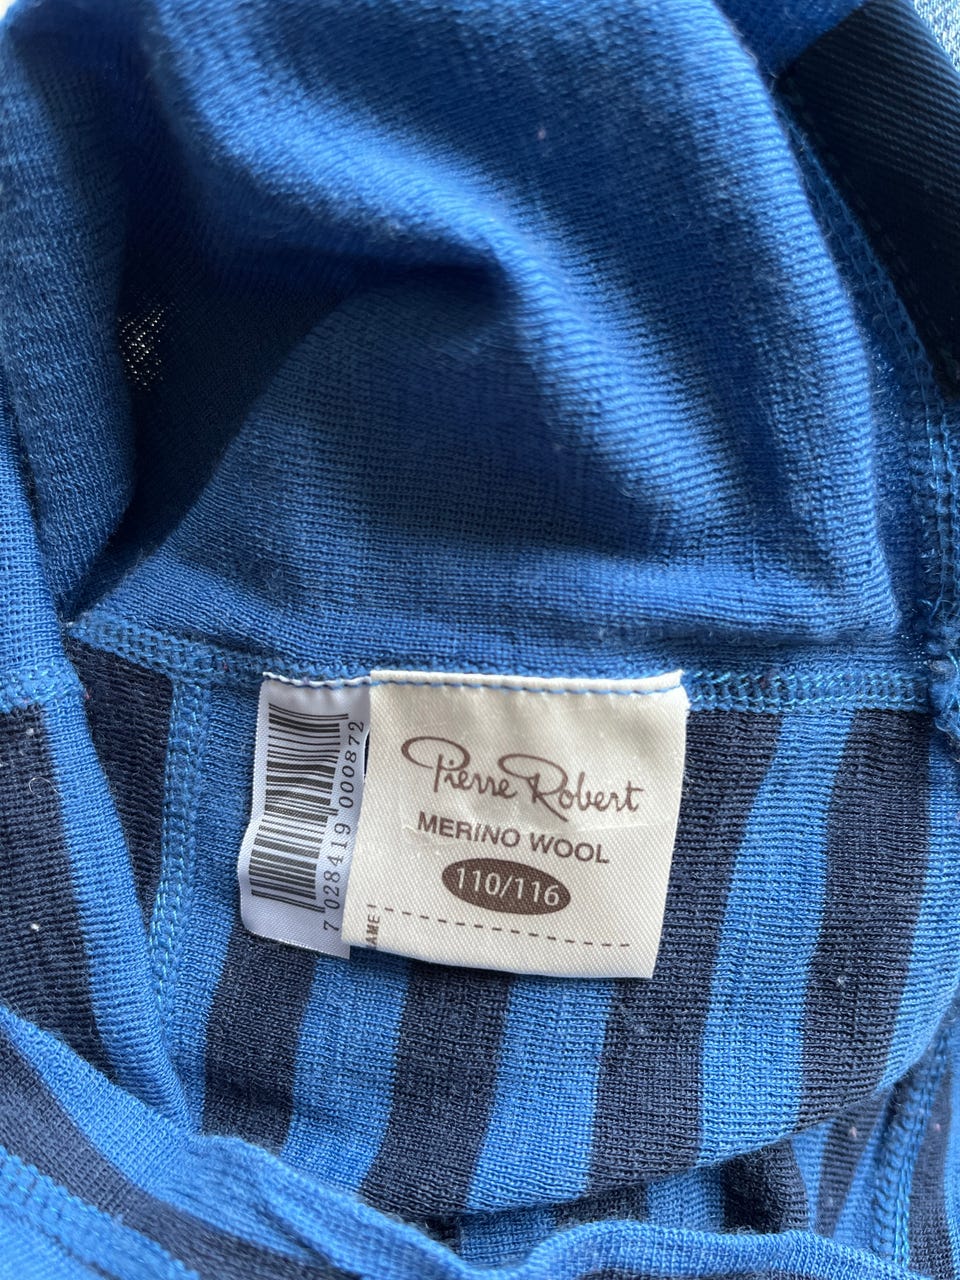 Pierre Robert
MERINO WOOL
110/116
AME
7 028419 000872